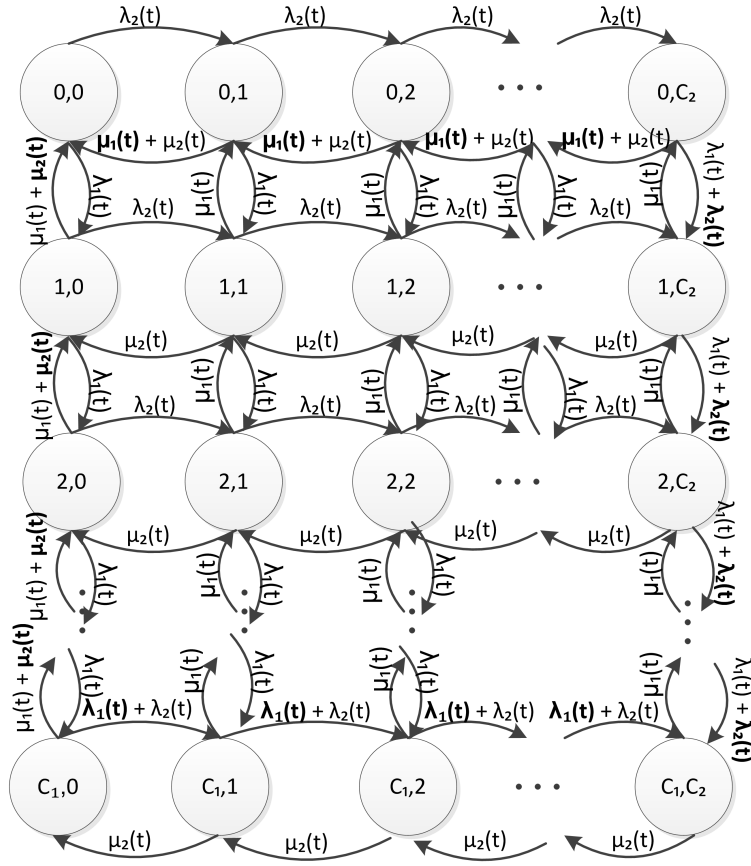 λ₂(t) λ₂(t) λ₂(t) λ₂(t)
0,0 0,1 0,2 ··· 0,C₂
μ₁(t) + μ₂(t) μ₁(t) + μ₂(t) μ₁(t) + μ₂(t) μ₁(t) + μ₂(t)
μ₁(t) + μ₂(t) λ₁(t) μ₁(t) λ₁(t) μ₁(t) λ₁(t) μ₁(t) λ₁(t) μ₁(t) λ₁(t) + λ₂(t)
λ₂(t) λ₂(t) λ₂(t) λ₂(t)
1,0 1,1 1,2 ··· 1,C₂
μ₂(t) μ₂(t) μ₂(t) μ₂(t)
μ₁(t) + μ₂(t) λ₁(t) μ₁(t) λ₁(t) μ₁(t) λ₁(t) μ₁(t) λ₁(t) μ₁(t) λ₁(t) + λ₂(t)
λ₂(t) λ₂(t) λ₂(t) λ₂(t)
2,0 2,1 2,2 ··· 2,C₂
μ₂(t) μ₂(t) μ₂(t) μ₂(t)
μ₁(t) + μ₂(t) λ₁(t) μ₁(t) λ₁(t) μ₁(t) λ₁(t) μ₁(t) λ₁(t) + λ₂(t)
μ₁(t) + μ₂(t) λ₁(t) μ₁(t) λ₁(t) μ₁(t) λ₁(t) μ₁(t) λ₁(t) + λ₂(t)
λ₁(t) + λ₂(t) λ₁(t) + λ₂(t) λ₁(t) + λ₂(t) λ₁(t) + λ₂(t)
C₁,0 C₁,1 C₁,2 ··· C₁,C₂
μ₂(t) μ₂(t) μ₂(t) μ₂(t)